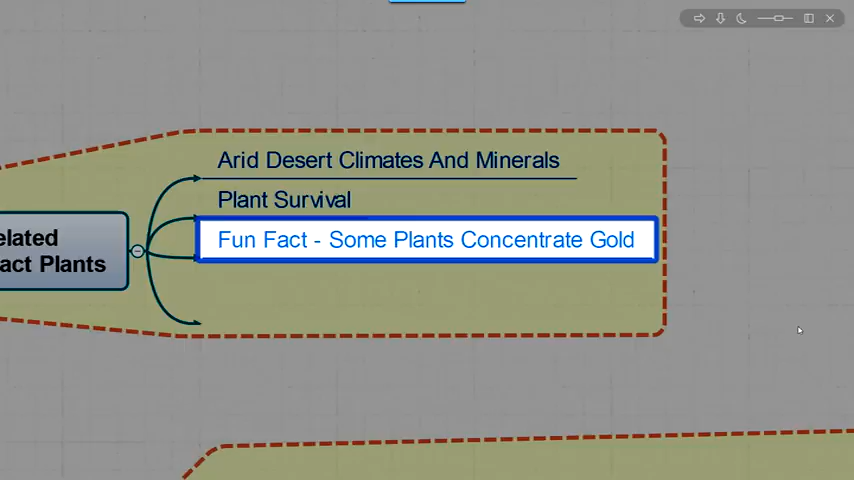 Arid Desert Climates And Minerals
Plant Survival
elated
act Plants
Fun Fact - Some Plants Concentrate Gold